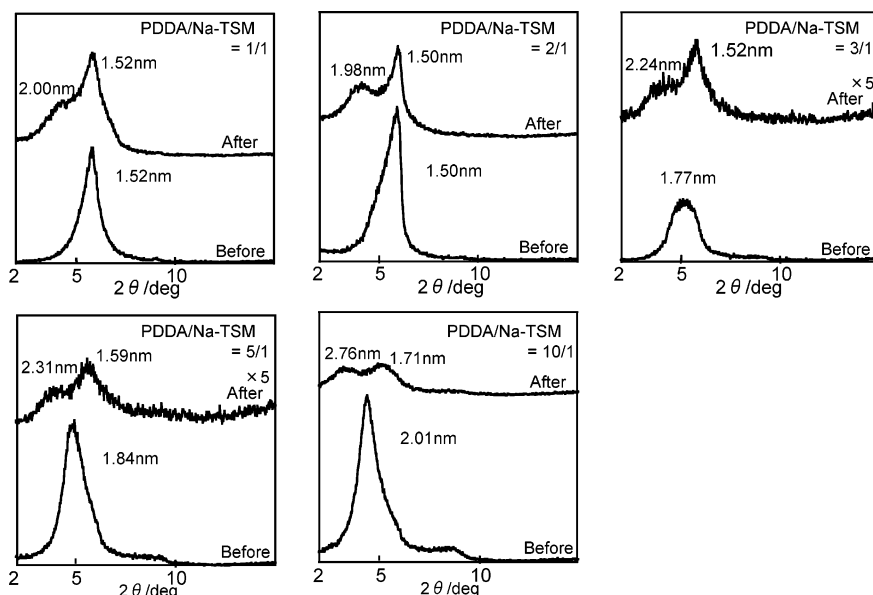 PDDA/Na-TSM
= 1/1
1.52nm
2.00nm
After
1.52nm
Before
2 5 10
2 θ /deg
PDDA/Na-TSM
= 2/1
1.50nm
1.98nm
After
1.50nm
Before
2 5 10
2 θ /deg
PDDA/Na-TSM
= 3/1
1.52nm
2.24nm
×5
After
1.77nm
Before
2 5 10
2 θ /deg
PDDA/Na-TSM
= 5/1
1.59nm
2.31nm
×5
After
1.84nm
Before
2 5 10
2 θ /deg
PDDA/Na-TSM
= 10/1
2.76nm 1.71nm
After
2.01nm
Before
2 5 10
2 θ /deg